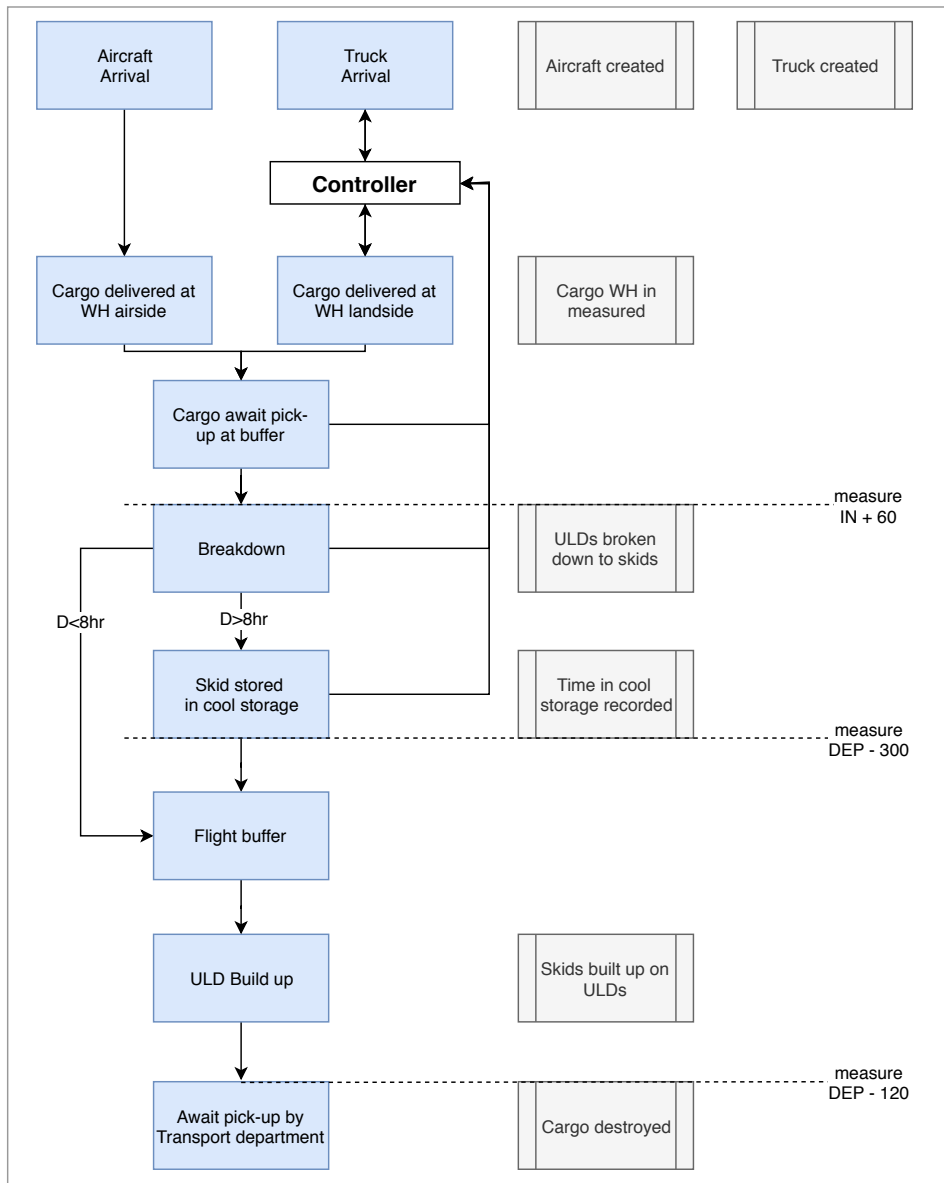 Aircraft
Arrival
Truck
Arrival
Aircraft created
Truck created
Controller
Cargo delivered at
WH airside
Cargo delivered at
WH landside
Cargo WH in
measured
Cargo await pick-
up at buffer
measure
IN + 60
Breakdown
ULDs broken
down to skids
D<8hr
D>8hr
Skid stored
in cool storage
Time in cool
storage recorded
measure
DEP - 300
Flight buffer
ULD Build up
Skids built up on
ULDs
measure
DEP - 120
Await pick-up by
Transport department
Cargo destroyed